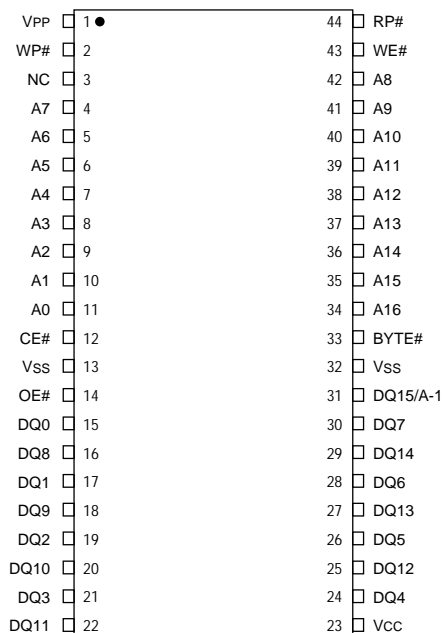 VPP 1 44 RP#
WP# 2 43 WE#
NC 3 42 A8
A7 4 41 A9
A6 5 40 A10
A5 6 39 A11
A4 7 38 A12
A3 8 37 A13
A2 9 36 A14
A1 10 35 A15
A0 11 34 A16
CE# 12 33 BYTE#
VSS 13 32 VSS
OE# 14 31 DQ15/A-1
DQ0 15 30 DQ7
DQ8 16 29 DQ14
DQ1 17 28 DQ6
DQ9 18 27 DQ13
DQ2 19 26 DQ5
DQ10 20 25 DQ12
DQ3 21 24 DQ4
DQ11 22 23 VCC